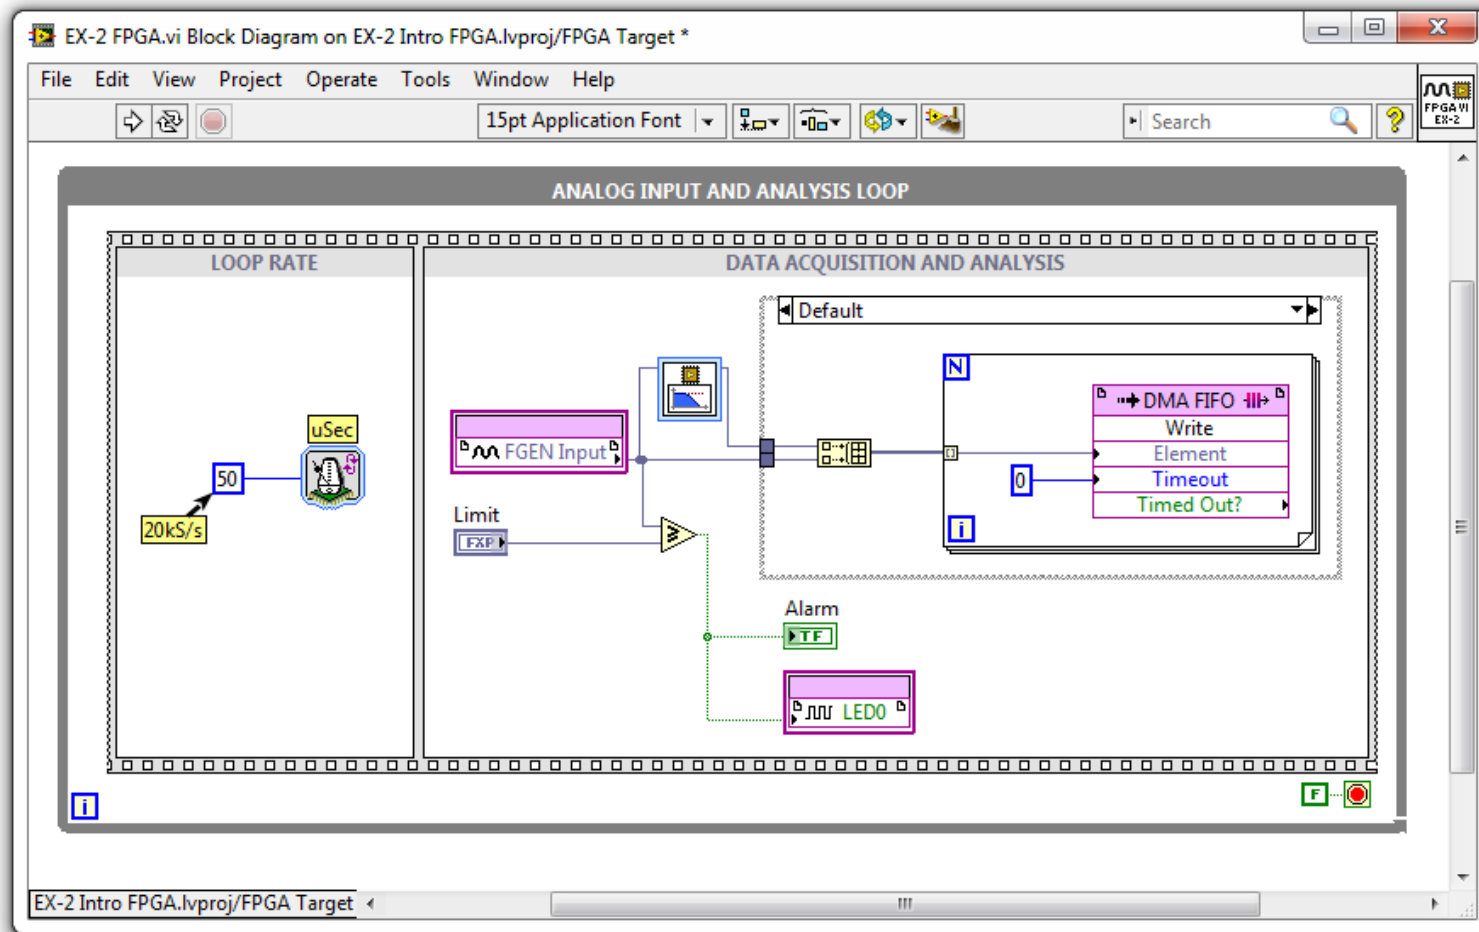 EX-2 FPGA.vi Block Diagram on EX-2 Intro FPGA.lvproj/FPGA Target *
File Edit View Project Operate Tools Window Help
15pt Application Font
Search
FPGA VI
EX-2
ANALOG INPUT AND ANALYSIS LOOP
LOOP RATE
DATA ACQUISITION AND ANALYSIS
Default
N
DMA FIFO
Write
Element
Timeout
Timed Out?
0
i
uSec
50
20kS/s
FGEN Input
Limit
FXP
Alarm
TF
LED0
i
F
EX-2 Intro FPGA.lvproj/FPGA Target